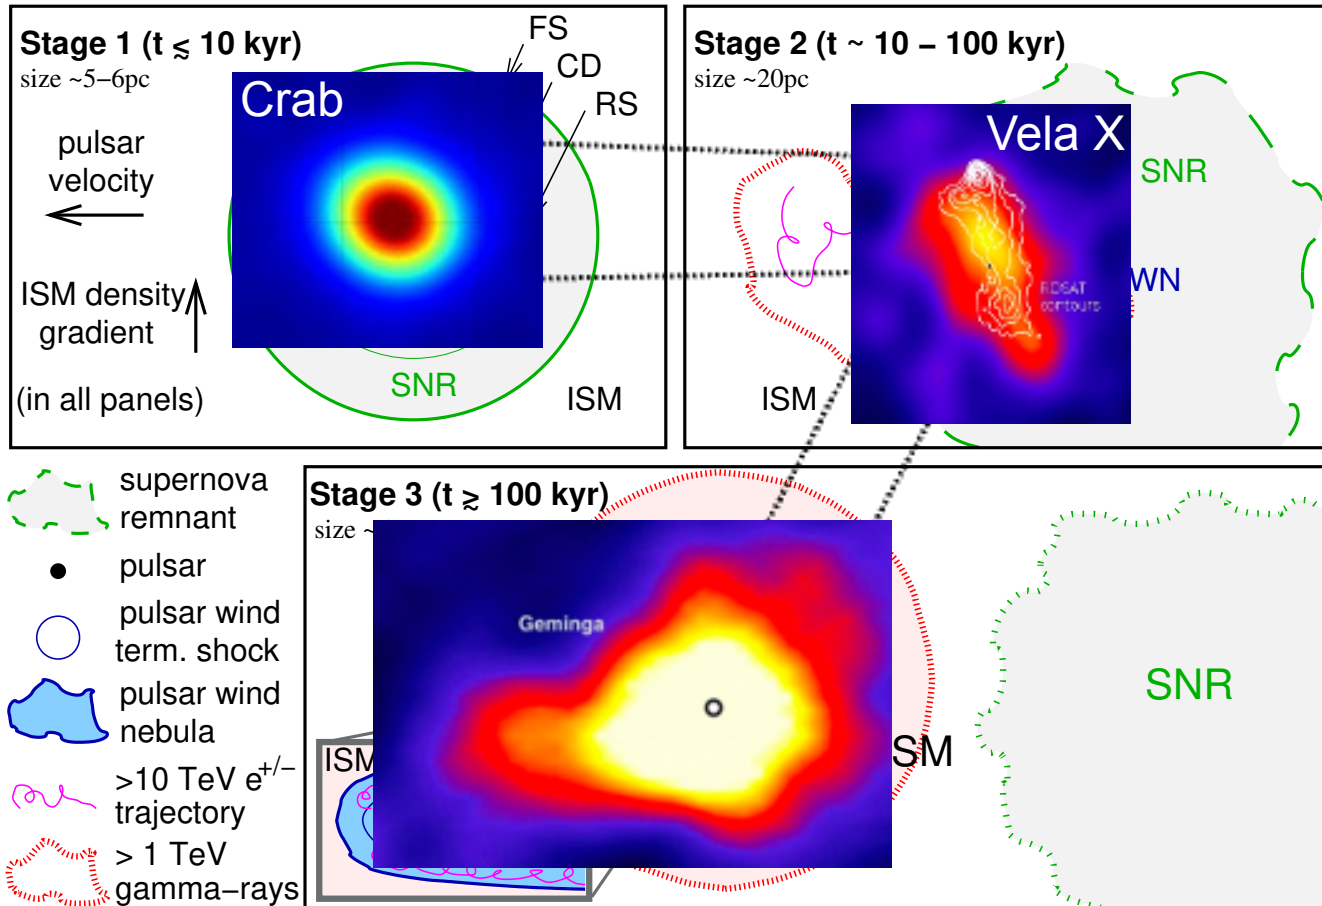 Stage 1 (t ≲ 10 kyr)
size ~5−6pc
FS
CD
RS
Crab
pulsar
velocity
ISM density
gradient
(in all panels)
SNR
ISM
Stage 2 (t ~ 10 − 100 kyr)
size ~20pc
Vela X
SNR
ROSAT
contours
WN
ISM
supernova
remnant
pulsar
pulsar wind
term. shock
pulsar wind
nebula
>10 TeV e+/−
trajectory
> 1 TeV
gamma−rays
Stage 3 (t ≳ 100 kyr)
size ~
Geminga
ISM
SM
SNR